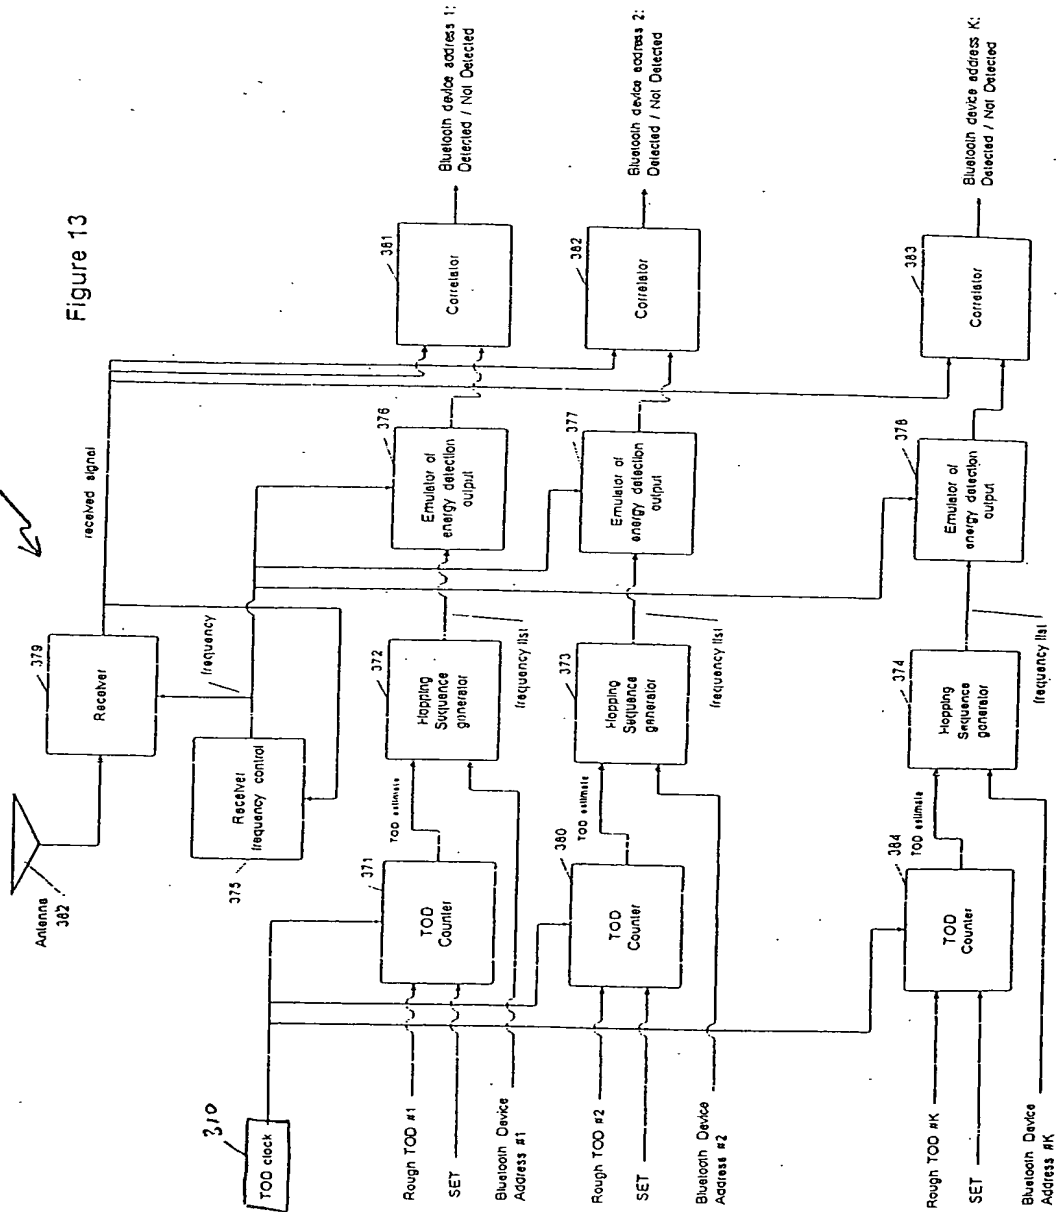 Figure 13
Antenna
382
379
Receiver
received signal
frequency
Receiver
frequency control
375
310
TOD clock
Rough TOD #1
SET
Bluetooth Device
Address #1
371
TOD
Counter
TOD estimate
372
Hopping
Sequence
generator
frequency list
376
Emulator of
energy detection
output
381
Correlator
Bluetooth device address 1:
Detected / Not Detected
Rough TOD #2
SET
Bluetooth Device
Address #2
380
TOD
Counter
TOD estimate
373
Hopping
Sequence
generator
frequency list
377
Emulator of
energy detection
output
382
Correlator
Bluetooth device address 2:
Detected / Not Detected
Rough TOD #K
SET
Bluetooth Device
Address #K
384
TOD
Counter
TOD estimate
374
Hopping
Sequence
generator
frequency list
378
Emulator of
energy detection
output
383
Correlator
Bluetooth device address K:
Detected / Not Detected